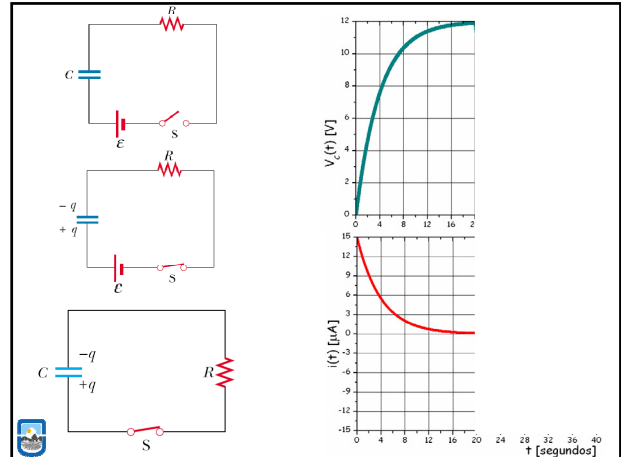 R
C
ε
S
R
− q
+ q
ε
S
C
−q
+q
R
S
12
10
8
6
4
2
0
0 4 8 12 16 20
V_c(t) [V]
15
12
9
6
3
0
-3
-6
-9
-12
-15
0 4 8 12 16 20 24 28 32 36 40
i(t) [μA]
t [segundos]